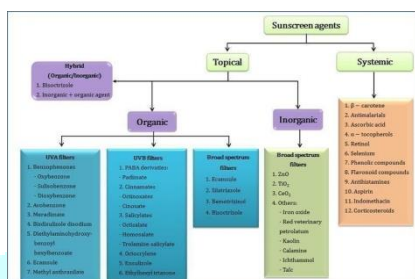 Sunscreen agents
Hybrid
(Organic/Inorganic)
1. Bisoctrizole
2. Inorganic + organic agent
Topical
Systemic
Organic
Inorganic
UVA filters
1. Benzophenones
- Oxybenzone
- Sulisobenzone
- Dioxybenzone
2. Avobenzone
3. Meradimate
4. Bisdisulizole disodium
5. Diethylaminohydroxy-
benzoyl
hexylbenzoate
6. Ecamsule
7. Methyl anthranilate
UVB filters
1. PABA derivates
- Padimate
2. Cinnamates
- Octinoxate
- Cinoxate
3. Salicylates
- Octisalate
- Homosalate
- Trolamine salicylate
4. Octocrylene
5. Ensulizole
6. Ethylhexyl triazone
Broad spectrum
filters
1. Ecamsule
2. Silatriazole
3. Bemotrizinol
4. Bisoctrizole
Broad spectrum
filters
1. ZnO
2. TiO2
3. CeO2
4. Others:
- Iron oxide
- Red veterinary
petrolatum
- Kaolin
- Calamine
- Ichthammol
- Talc
1. β – carotene
2. Antimalarials
3. Ascorbic acid
4. α – tocopherols
5. Retinol
6. Selenium
7. Phenolic compounds
8. Flavonoid compounds
9. Antihistamines
10. Aspirin
11. Indomethacin
12. Corticosteroids